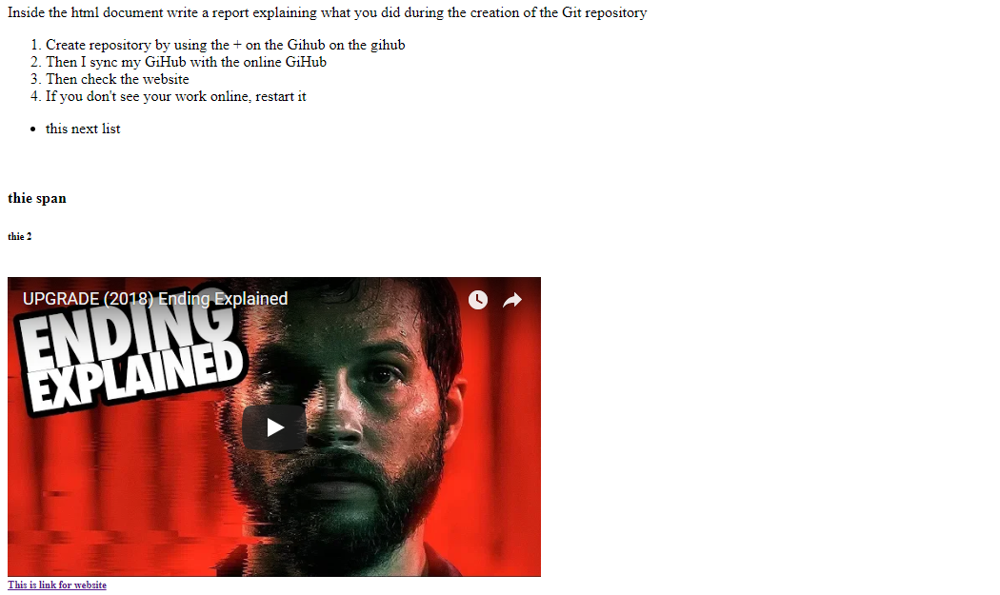 Inside the html document write a report explaining what you did during the creation of the Git repository
1. Create repository by using the + on the Gihub on the gihub
2. Then I sync my GiHub with the online GiHub
3. Then check the website
4. If you don't see your work online, restart it
• this next list
thie span
thie 2
UPGRADE (2018) Ending Explained
ENDING
EXPLAINED
This is link for website